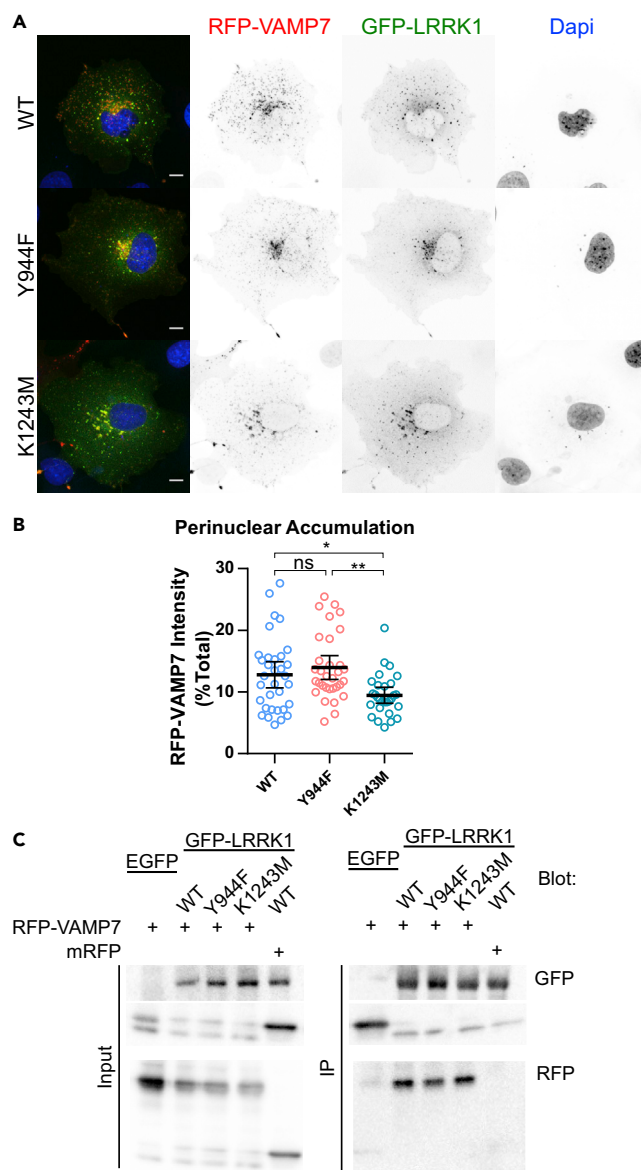 A
RFP-VAMP7 GFP-LRRK1 Dapi
WT
Y944F
K1243M
B
Perinuclear Accumulation
*
ns **
RFP-VAMP7 Intensity
(%Total)
30
20
10
0
WT Y944F K1243M
C
GFP-LRRK1 GFP-LRRK1
EGFP WT Y944F K1243M WT EGFP WT Y944F K1243M WT Blot:
RFP-VAMP7 + + + + + + + +
mRFP + +
GFP
Input IP
RFP